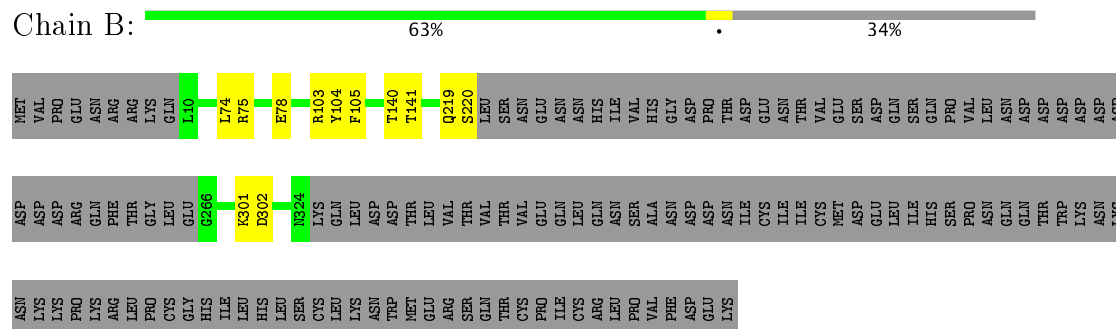 Chain B:
63%
•
34%
MET VAL PRO GLU ASN ARG ARG LYS GLN L10 L74 R75 E78 R103 Y104 F105 T140 T141 Q219 S220 LEU SER ASN GLU ASN ASN HIS ILE VAL HIS GLY ASP PRO THR ASP GLU ASN THR VAL GLU SER ASP GLN SER GLN PRO VAL LEU ASN ASP ASP ASP ASP ASP
ASP ASP ASP ARG GLN PHE THR GLY LEU GLU G266 K301 D302 N324 LYS GLN LEU ASP ASP THR LEU VAL THR VAL THR VAL GLU GLN LEU GLN ASN SER ALA ASN ASP ASP ASN ILE CYS ILE ILE CYS MET ASP GLU LEU ILE HIS SER PRO ASN GLN GLN THR TRP LYS ASN
ASN LYS LYS PRO LYS ARG LEU PRO CYS GLY HIS ILE LEU HIS LEU SER CYS LEU LYS ASN TRP MET GLU ARG SER GLN THR CYS PRO ILE CYS ARG LEU PRO VAL PHE ASP GLU LYS